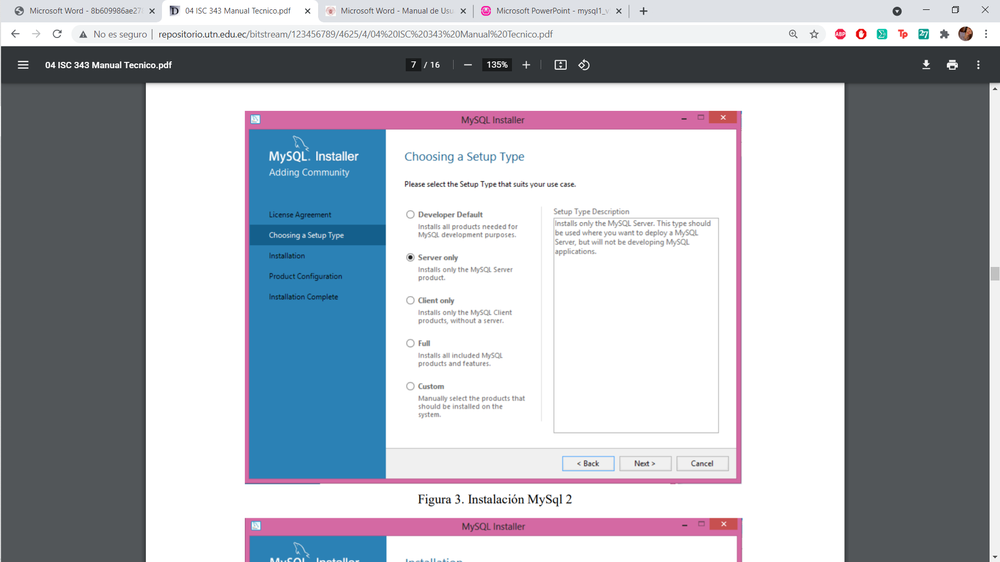 Microsoft Word - 8b609986ae27
04 ISC 343 Manual Tecnico.pdf
Microsoft Word - Manual de Usu
Microsoft PowerPoint - mysql1_v
No es seguro
repositorio.utn.edu.ec/bitstream/123456789/4625/4/04%20ISC%20343%20Manual%20Tecnico.pdf
ABP
Tp
27
04 ISC 343 Manual Tecnico.pdf
7 / 16
135%
MySQL Installer
MySQL. Installer
Adding Community
License Agreement
Choosing a Setup Type
Installation
Product Configuration
Installation Complete
Choosing a Setup Type
Please select the Setup Type that suits your use case.
Developer Default
Installs all products needed for
MySQL development purposes.
Server only
Installs only the MySQL Server
product.
Client only
Installs only the MySQL Client
products, without a server.
Full
Installs all included MySQL
products and features.
Custom
Manually select the products that
should be installed on the
system.
Setup Type Description
Installs only the MySQL Server. This type should
be used where you want to deploy a MySQL
Server, but will not be developing MySQL
applications.
< Back
Next >
Cancel
Figura 3. Instalación MySql 2
MySQL Installer
MySQL Installer
Installation